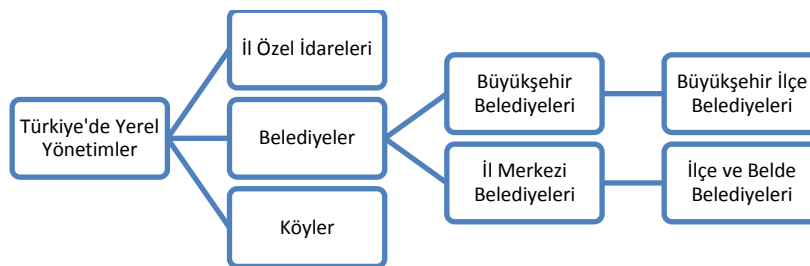 Türkiye'de Yerel
Yönetimler
İl Özel İdareleri
Belediyeler
Köyler
Büyükşehir
Belediyeleri
İl Merkezi
Belediyeleri
Büyükşehir İlçe
Belediyeleri
İlçe ve Belde
Belediyeleri